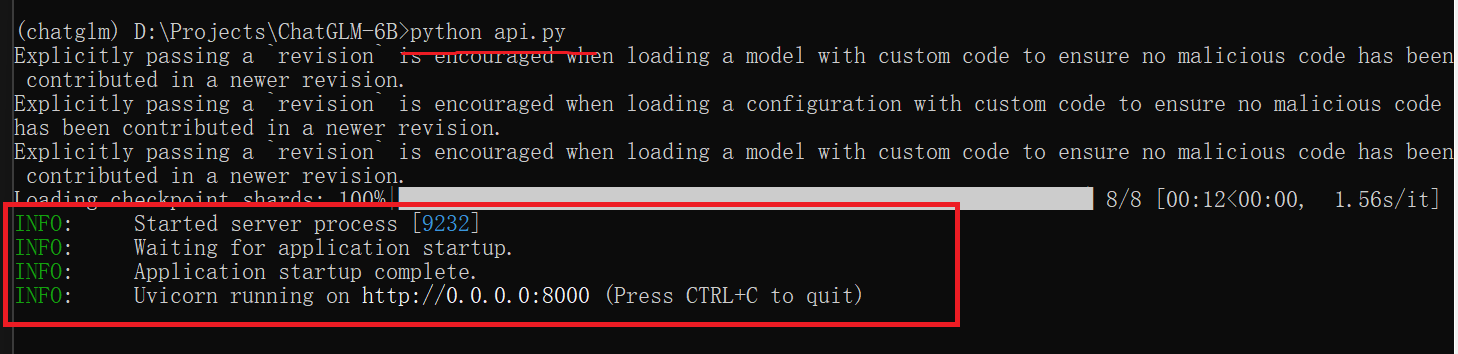 (chatglm) D:\Projects\ChatGLM-6B>python api.py
Explicitly passing a `revision` is encouraged when loading a model with custom code to ensure no malicious code has been
 contributed in a newer revision.
Explicitly passing a `revision` is encouraged when loading a configuration with custom code to ensure no malicious code
has been contributed in a newer revision.
Explicitly passing a `revision` is encouraged when loading a model with custom code to ensure no malicious code has been
 contributed in a newer revision.
Loading checkpoint shards: 100%| | 8/8 [00:12<00:00,  1.56s/it]
INFO:     Started server process [9232]
INFO:     Waiting for application startup.
INFO:     Application startup complete.
INFO:     Uvicorn running on http://0.0.0.0:8000 (Press CTRL+C to quit)